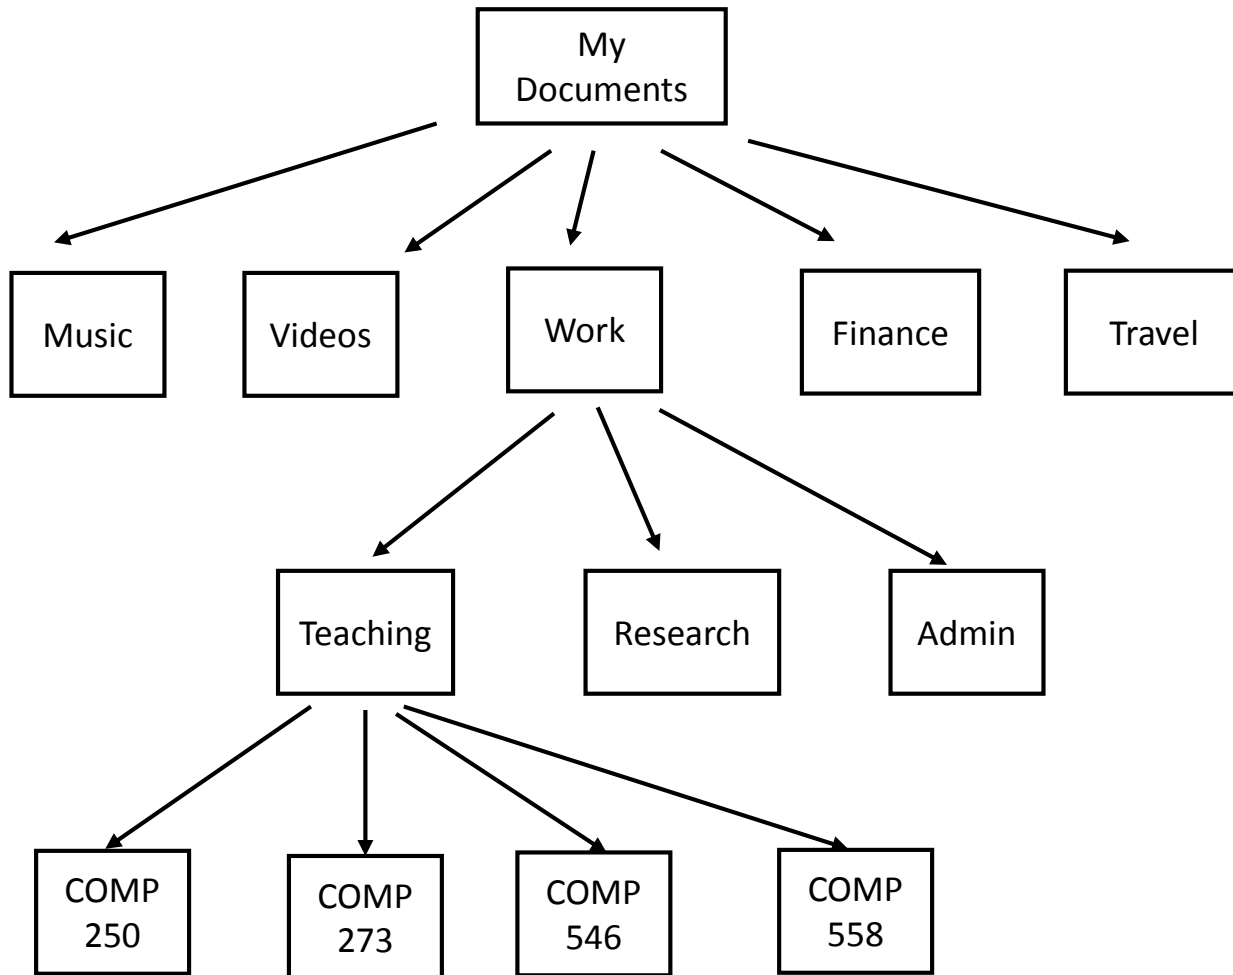 My
Documents
Music
Videos
Work
Finance
Travel
Teaching
Research
Admin
COMP
250
COMP
273
COMP
546
COMP
558